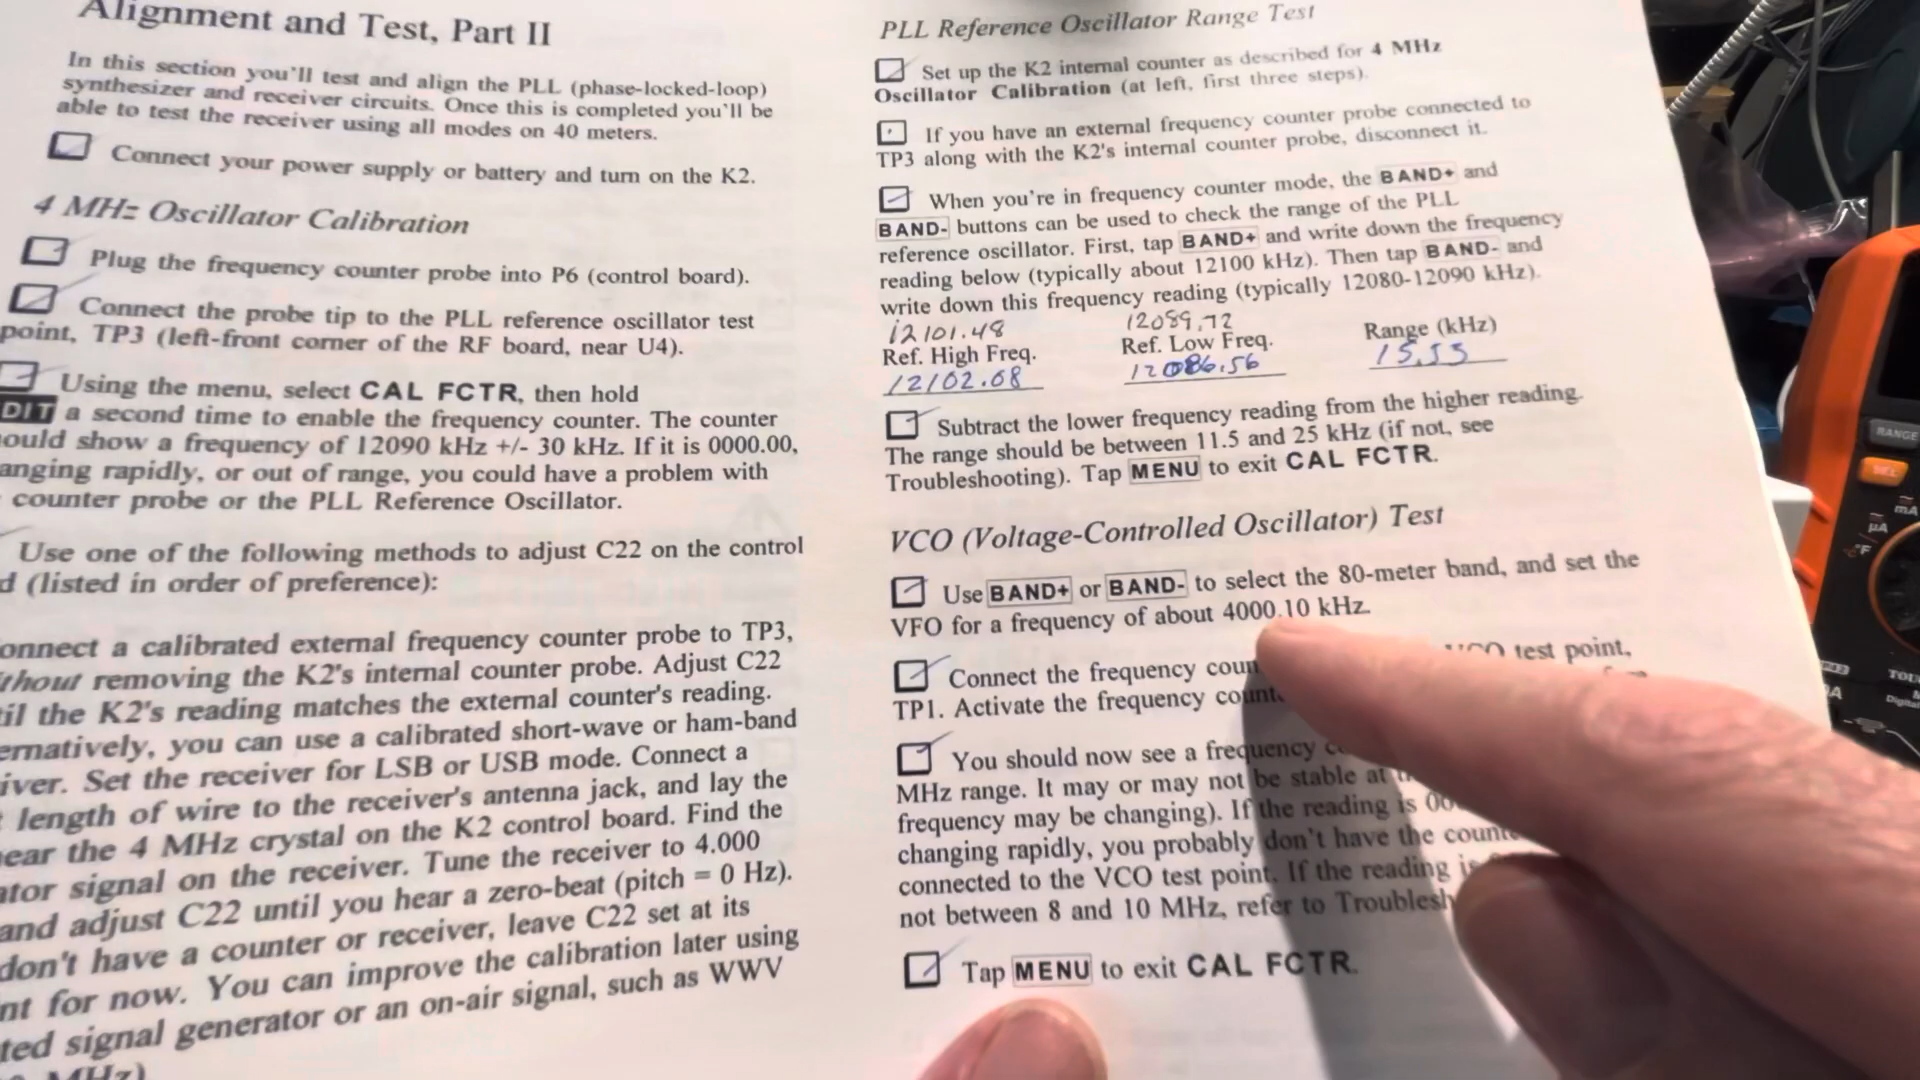 Alignment and Test, Part II
In this section you'll test and align the PLL (phase-locked-loop)
synthesizer and receiver circuits. Once this is completed you'll be
able to test the receiver using all modes on 40 meters.
Connect your power supply or battery and turn on the K2.
4 MHz Oscillator Calibration
Plug the frequency counter probe into P6 (control board).
Connect the probe tip to the PLL reference oscillator test
point, TP3 (left-front corner of the RF board, near U4).
Using the menu, select CAL FCTR, then hold
DIT a second time to enable the frequency counter. The counter
ould show a frequency of 12090 kHz +/- 30 kHz. If it is 0000.00,
anging rapidly, or out of range, you could have a problem with
counter probe or the PLL Reference Oscillator.
Use one of the following methods to adjust C22 on the control
d (listed in order of preference):
onnect a calibrated external frequency counter probe to TP3,
thout removing the K2's internal counter probe. Adjust C22
til the K2's reading matches the external counter's reading.
ernatively, you can use a calibrated short-wave or ham-band
iver. Set the receiver for LSB or USB mode. Connect a
length of wire to the receiver's antenna jack, and lay the
ear the 4 MHz crystal on the K2 control board. Find the
ator signal on the receiver. Tune the receiver to 4.000
and adjust C22 until you hear a zero-beat (pitch = 0 Hz).
don't have a counter or receiver, leave C22 set at its
nt for now. You can improve the calibration later using
ted signal generator or an on-air signal, such as WWV
MHz)
PLL Reference Oscillator Range Test
Set up the K2 internal counter as described for 4 MHz
Oscillator Calibration (at left, first three steps).
If you have an external frequency counter probe connected to
TP3 along with the K2's internal counter probe, disconnect it.
When you're in frequency counter mode, the BAND+ and
BAND- buttons can be used to check the range of the PLL
reference oscillator. First, tap BAND+ and write down the frequency
reading below (typically about 12100 kHz). Then tap BAND- and
write down this frequency reading (typically 12080-12090 kHz).
12101.48 12089.72
Ref. High Freq. Ref. Low Freq. Range (kHz)
12102.08 12086.56 15.53
Subtract the lower frequency reading from the higher reading.
The range should be between 11.5 and 25 kHz (if not, see
Troubleshooting). Tap MENU to exit CAL FCTR.
VCO (Voltage-Controlled Oscillator) Test
Use BAND+ or BAND- to select the 80-meter band, and set the
VFO for a frequency of about 4000.10 kHz.
Connect the frequency coun VCO test point,
TP1. Activate the frequency counte
You should now see a frequency
MHz range. It may or may not be stable at
frequency may be changing). If the reading is 00
changing rapidly, you probably don't have the counte
connected to the VCO test point. If the reading is
not between 8 and 10 MHz, refer to Troublesh
Tap MENU to exit CAL FCTR.
RANGE
SEL
mA
µA
°F
A